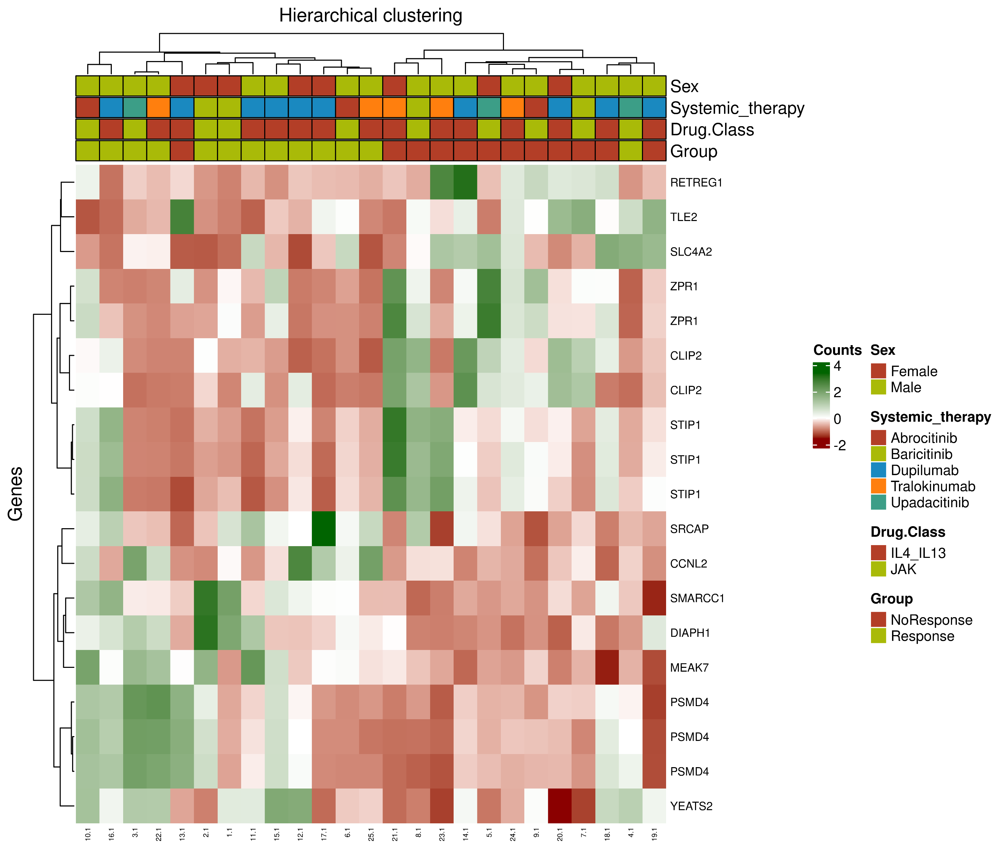 Hierarchical clustering
Sex
Systemic_therapy
Drug.Class
Group
RETREG1
TLE2
SLC4A2
ZPR1
ZPR1
CLIP2
CLIP2
STIP1
STIP1
STIP1
SRCAP
CCNL2
SMARCC1
DIAPH1
MEAK7
PSMD4
PSMD4
PSMD4
YEATS2
Genes
10.1 16.1 3.1 22.1 13.1 2.1 1.1 11.1 15.1 12.1 17.1 6.1 25.1 21.1 8.1 23.1 14.1 5.1 24.1 9.1 20.1 7.1 18.1 4.1 19.1
Counts
4
2
0
-2
Sex
Female
Male
Systemic_therapy
Abrocitinib
Baricitinib
Dupilumab
Tralokinumab
Upadacitinib
Drug.Class
IL4_IL13
JAK
Group
NoResponse
Response